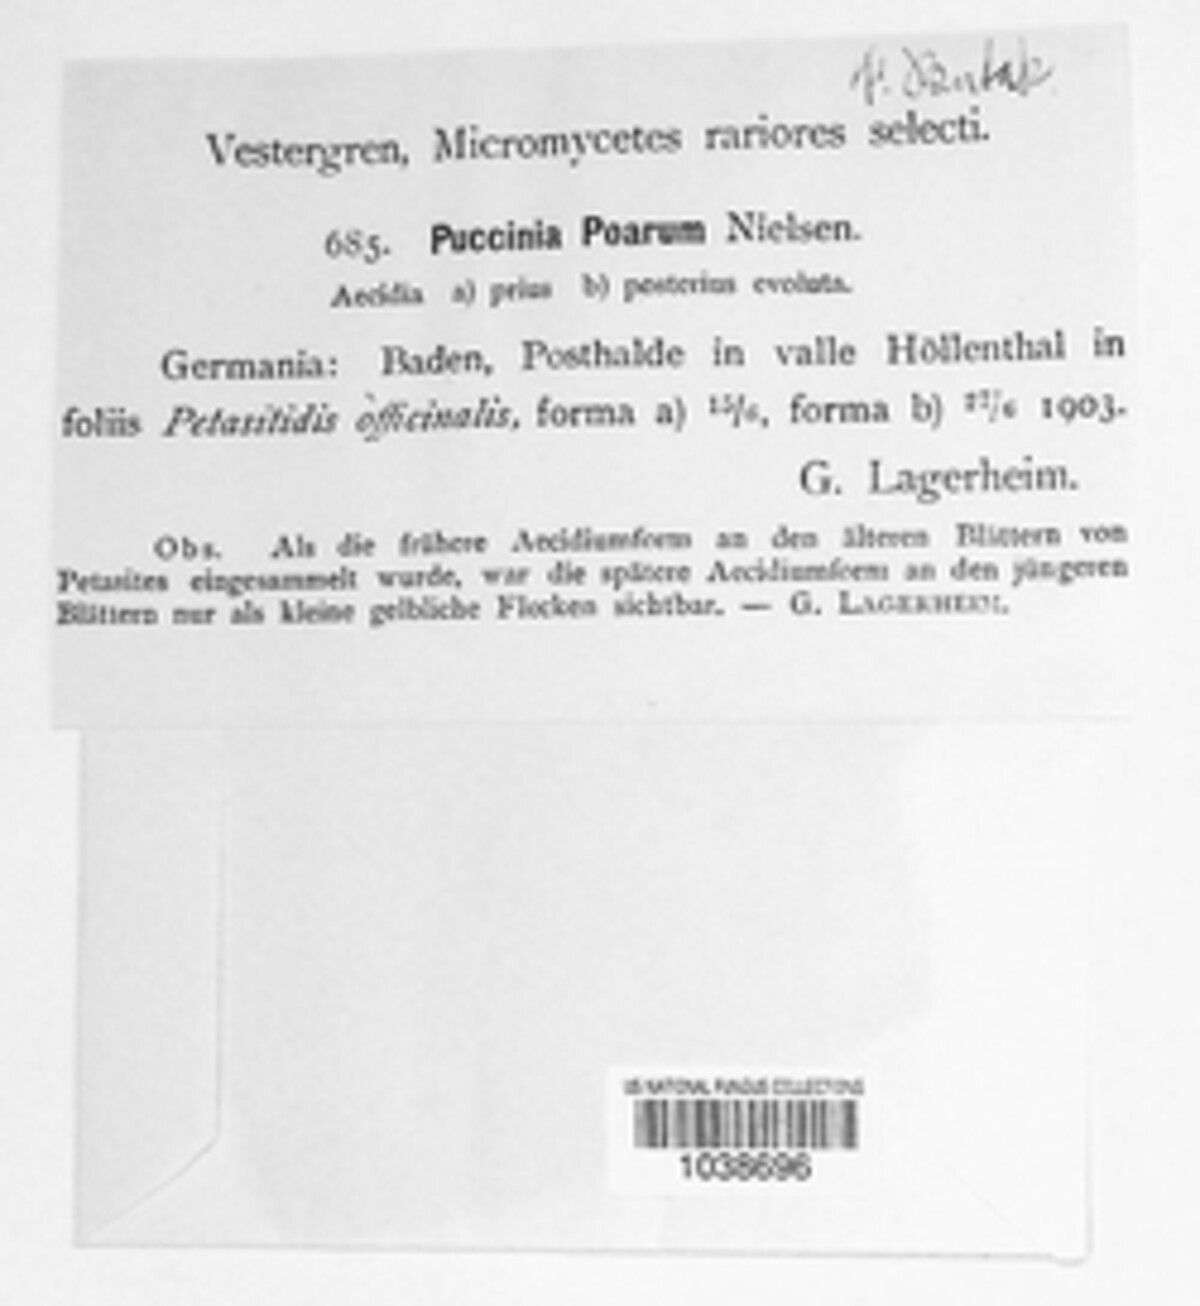 Vestergren, Micromycetes rariores selecti.
685. Puccinia Poarum Nielsen.
Aecidia a) prius b) posterius evoluta.
Germania: Baden, Posthalde in valle Höllenthal in
foliis Petasitidis officinalis, forma a) 15/6, forma b) 27/6 1903.
G. Lagerheim.
Obs. Als die frühere Aecidiumform an den älteren Blättern von
Petasites eingesammelt wurde, war die spätere Aecidiumform an den jüngeren
Blättern nur als kleine gelbliche Flecken sichtbar. — G. LAGERHEIM.
US NATIONAL FUNGUS COLLECTIONS
1038696